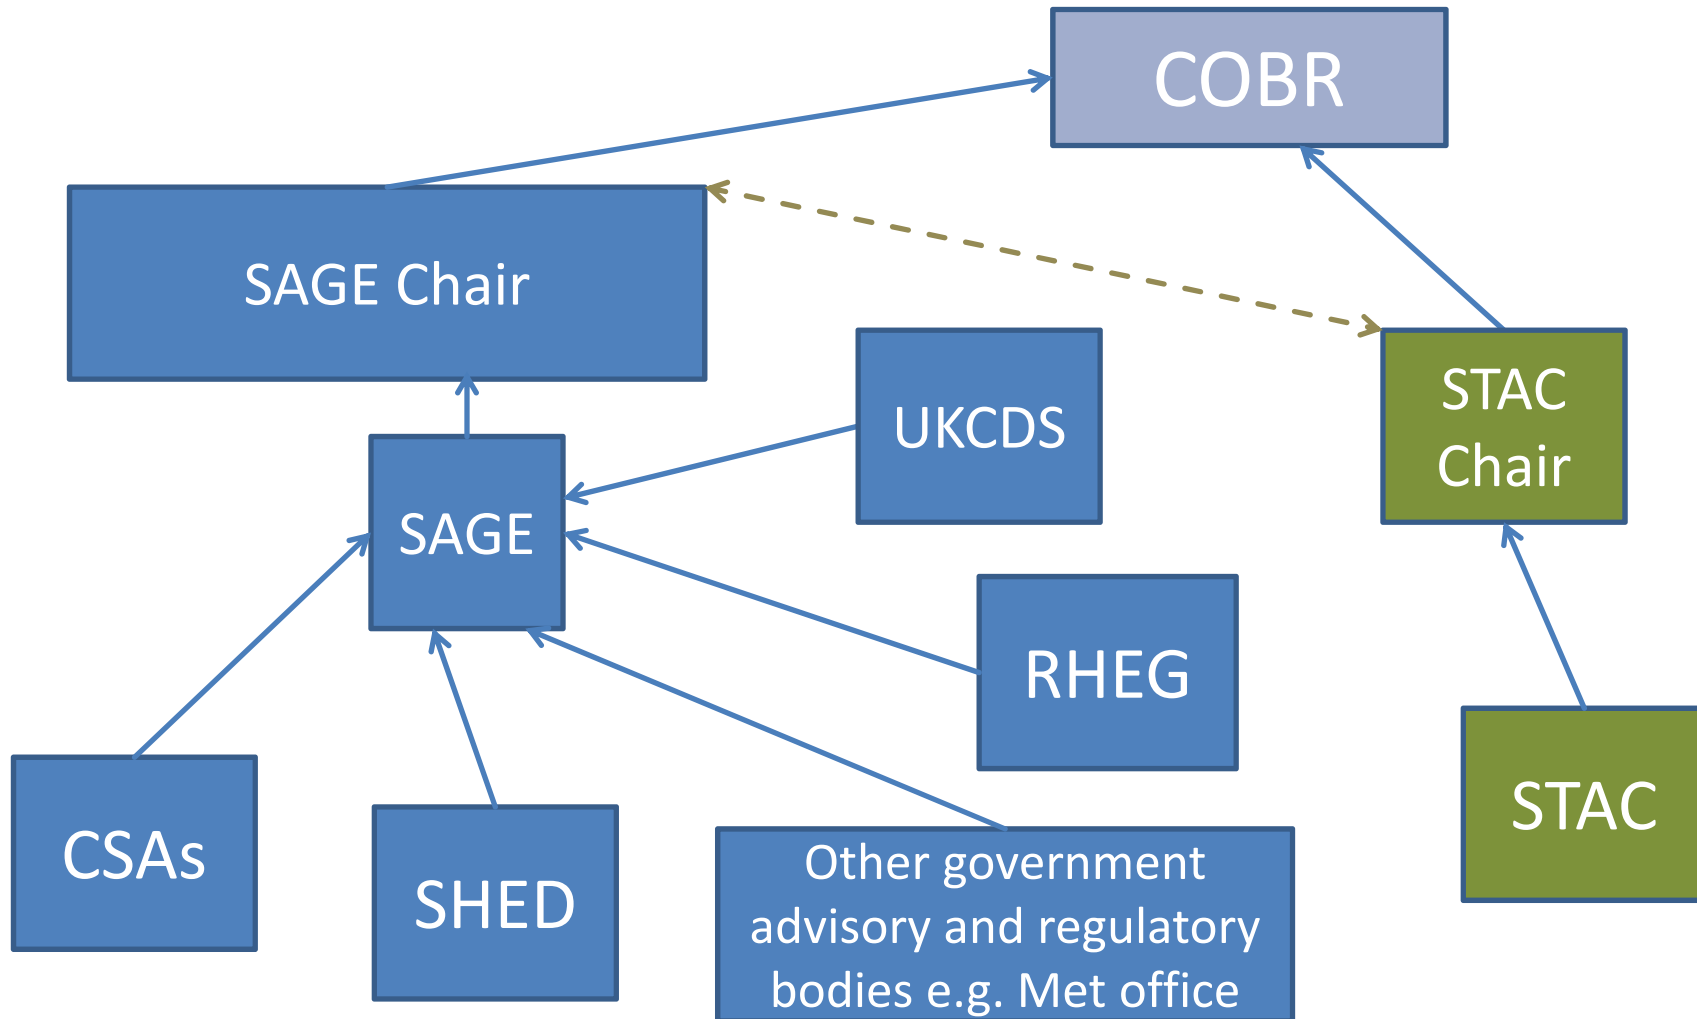 COBR
SAGE Chair
UKCDS
STAC
Chair
SAGE
RHEG
STAC
CSAs
SHED
Other government
advisory and regulatory
bodies e.g. Met office